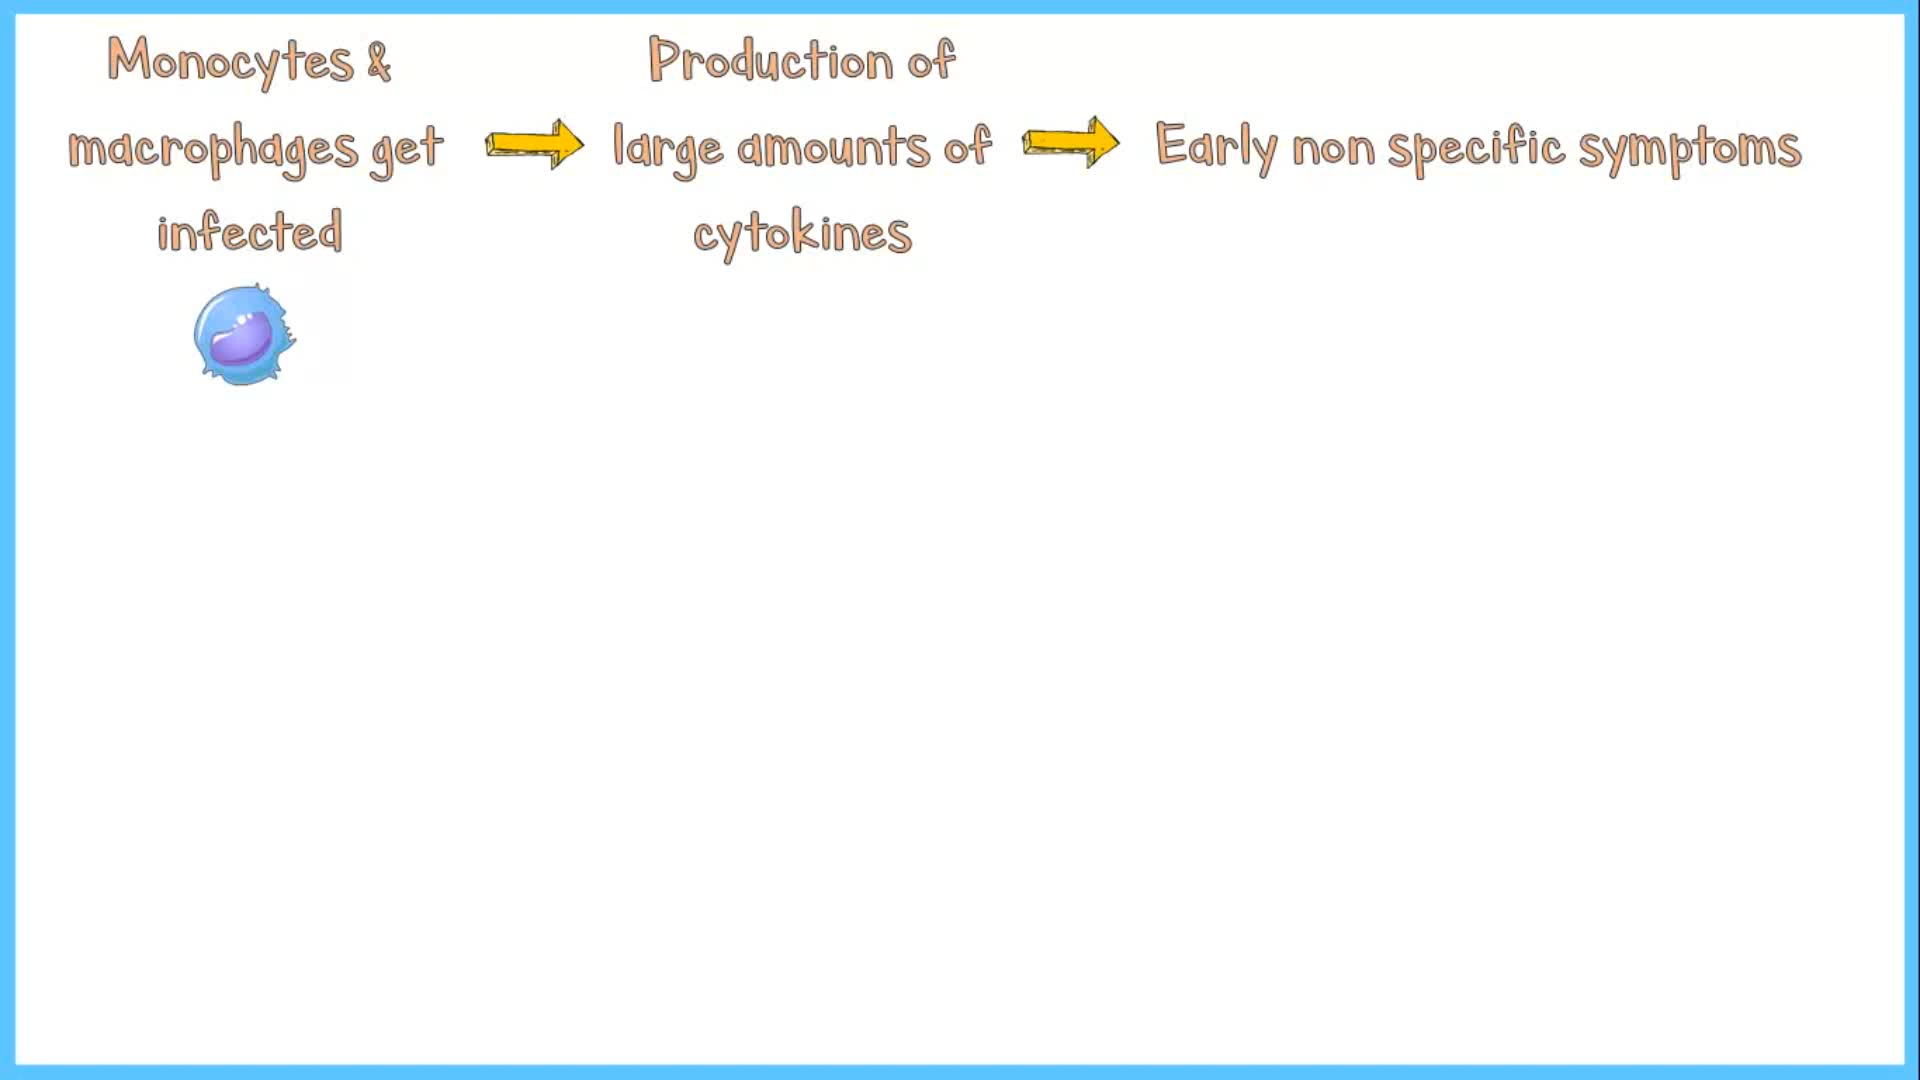 Monocytes &
macrophages get
infected
Production of
large amounts of
cytokines
Early non specific symptoms